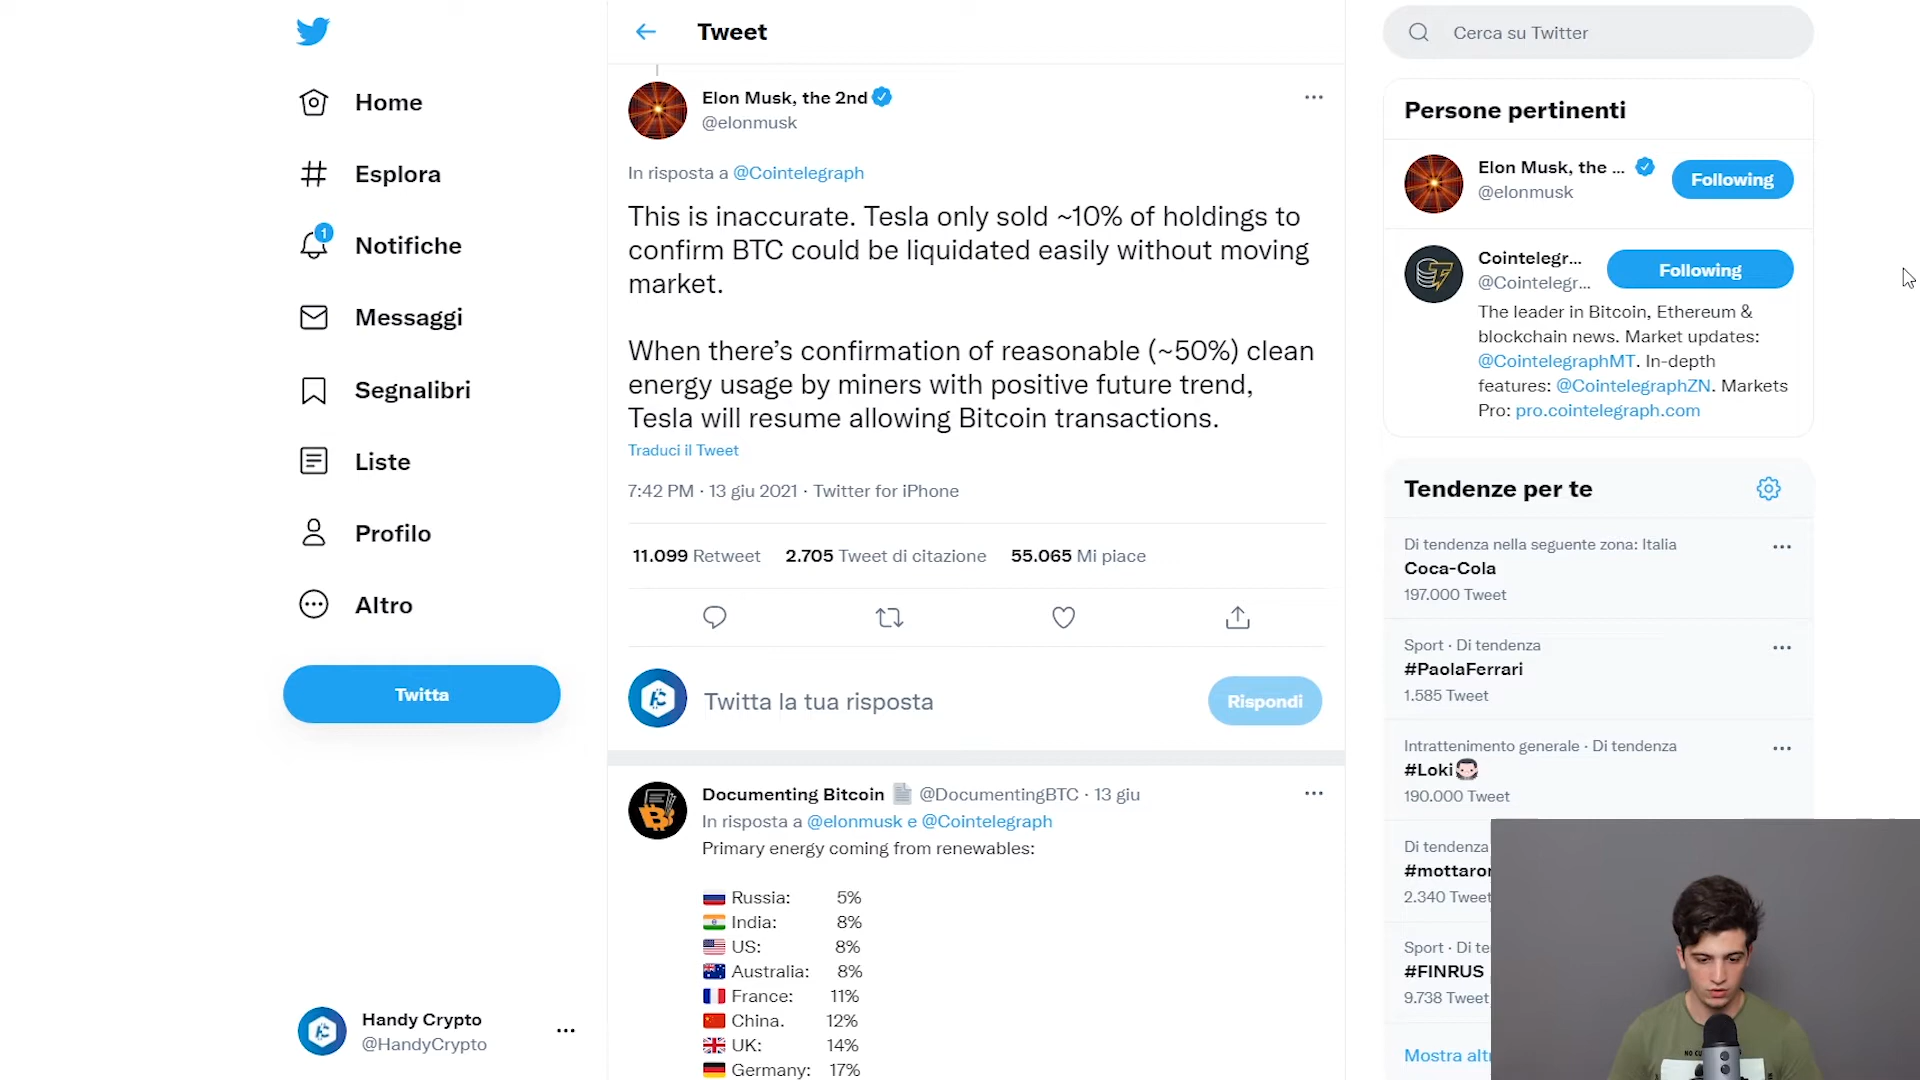 Home
Esplora
1
Notifiche
Messaggi
Segnalibri
Liste
Profilo
Altro
Twitta
Handy Crypto
@HandyCrypto
Tweet
Elon Musk, the 2nd
@elonmusk
In risposta a @Cointelegraph
This is inaccurate. Tesla only sold ~10% of holdings to
confirm BTC could be liquidated easily without moving
market.
When there's confirmation of reasonable (~50%) clean
energy usage by miners with positive future trend,
Tesla will resume allowing Bitcoin transactions.
Traduci il Tweet
7:42 PM · 13 giu 2021 · Twitter for iPhone
11.099 Retweet 2.705 Tweet di citazione 55.065 Mi piace
Twitta la tua risposta
Rispondi
Documenting Bitcoin @DocumentingBTC · 13 giu
In risposta a @elonmusk e @Cointelegraph
Primary energy coming from renewables:
Russia: 5%
India: 8%
US: 8%
Australia: 8%
France: 11%
China. 12%
UK: 14%
Germany: 17%
Cerca su Twitter
Persone pertinenti
Elon Musk, the ...
@elonmusk
Following
Cointelegr...
@Cointelegr...
Following
The leader in Bitcoin, Ethereum &
blockchain news. Market updates:
@CointelegraphMT. In-depth
features: @CointelegraphZN. Markets
Pro: pro.cointelegraph.com
Tendenze per te
Di tendenza nella seguente zona: Italia
Coca-Cola
197.000 Tweet
Sport · Di tendenza
#PaolaFerrari
1.585 Tweet
Intrattenimento generale · Di tendenza
#Loki
190.000 Tweet
Di tendenza
#mottaror
2.340 Tweet
Sport · Di te
#FINRUS
9.738 Tweet
Mostra alt